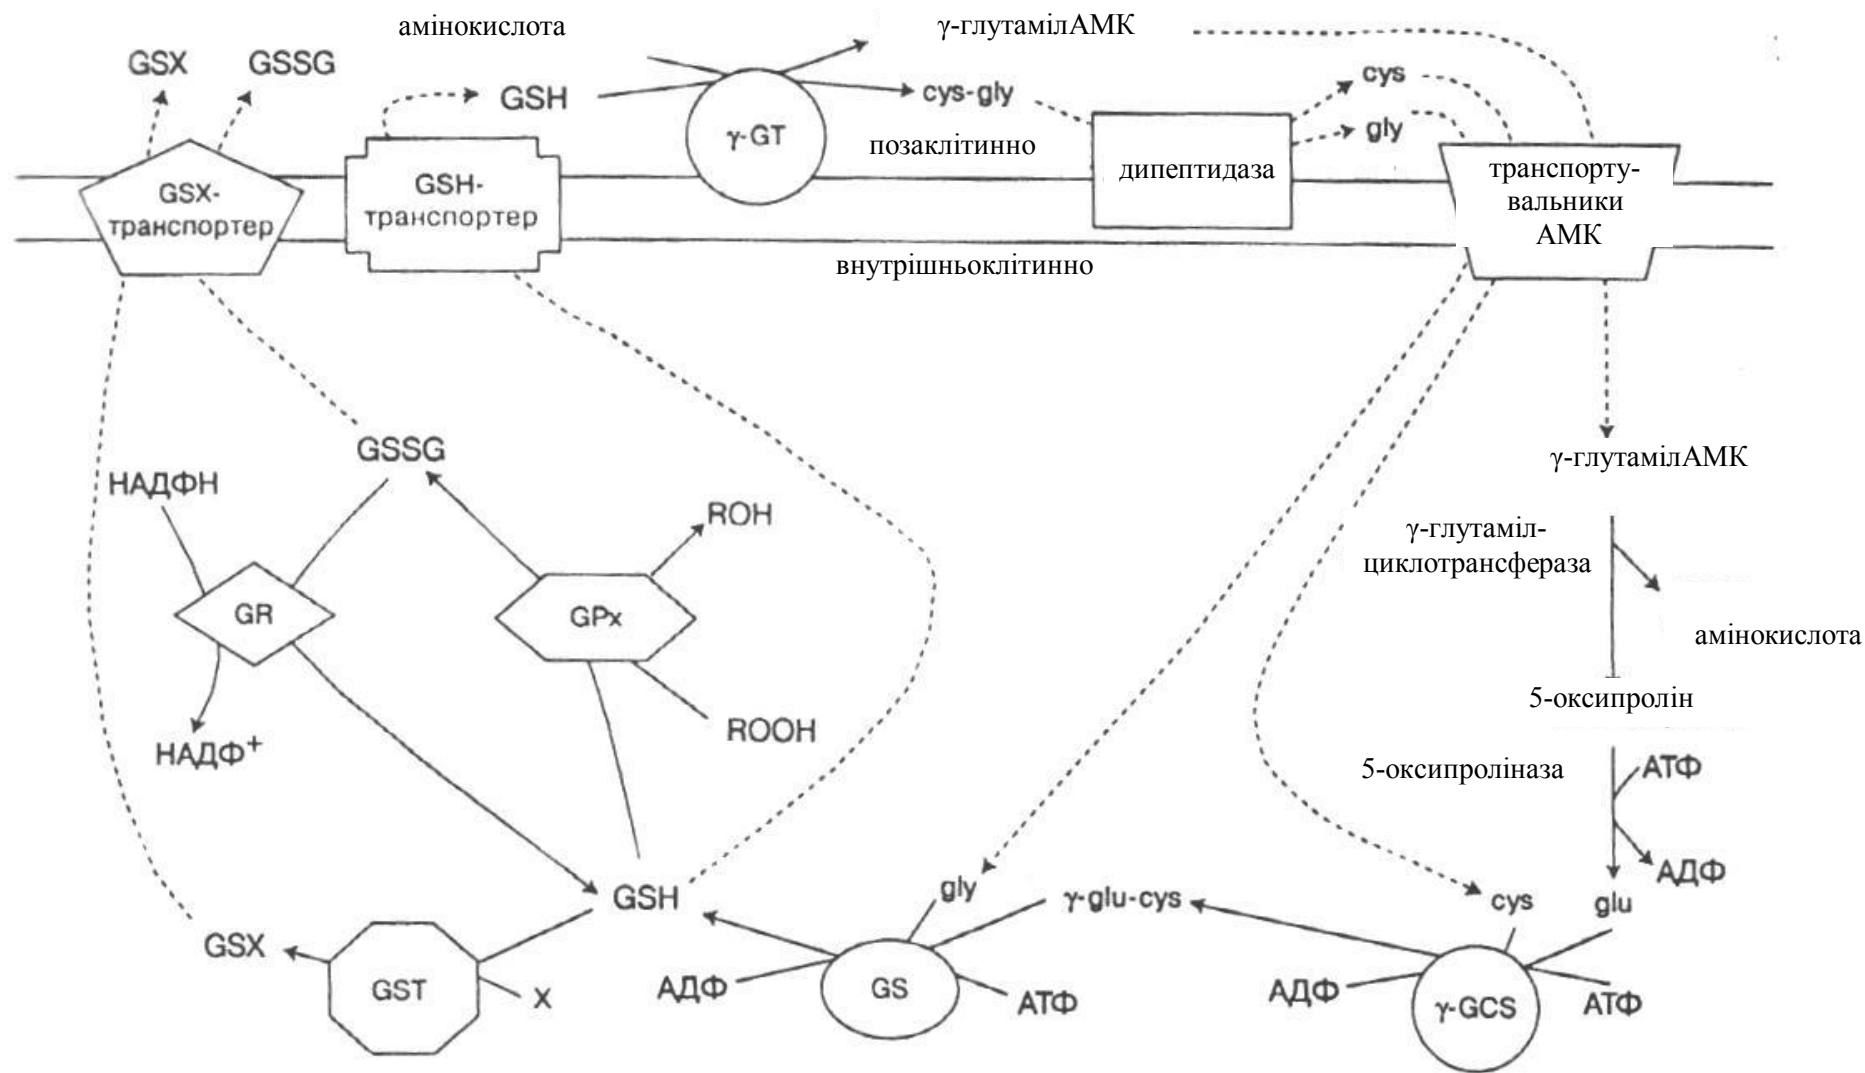 амінокислота
γ-глутамілАМК
GSX
GSSG
GSH
cys-gly
cys
gly
γ-GT
позаклітинно
дипептидаза
GSX-
транспортер
GSH-
транспортер
транспорту-
вальники
АМК
внутрішньоклітинно
GSSG
НАДФН
ROH
γ-глутамілАМК
γ-глутаміл-
циклотрансфераза
GR
GPx
амінокислота
5-оксипролін
НАДФ+
ROOH
5-оксипроліназа
АТФ
АДФ
GSH
gly
γ-glu-cys
cys
glu
GSX
GST
X
АДФ
GS
АТФ
АДФ
γ-GCS
АТФ